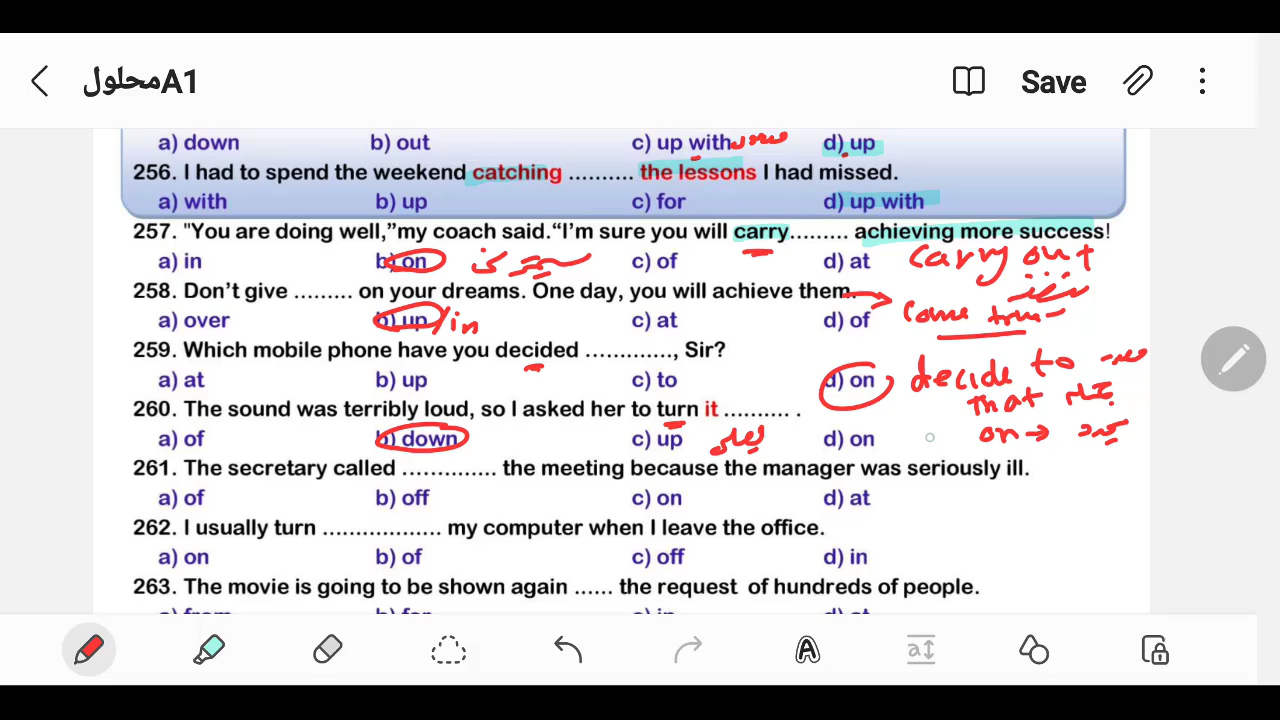 محلول A1 Save
a) down b) out c) up with d) up
256. I had to spend the weekend catching .......... the lessons I had missed.
a) with b) up c) for d) up with
257. "You are doing well,”my coach said.“I’m sure you will carry......... achieving more success!
a) in b) on c) of d) at carry out
258. Don’t give ......... on your dreams. One day, you will achieve them.
a) over b) up /in c) at d) of come true
259. Which mobile phone have you decided ............, Sir?
a) at b) up c) to d) on decide to
that
260. The sound was terribly loud, so I asked her to turn it .......... .
a) of b) down c) up يعلي d) on on →
261. The secretary called .............. the meeting because the manager was seriously ill.
a) of b) off c) on d) at
262. I usually turn .................. my computer when I leave the office.
a) on b) of c) off d) in
263. The movie is going to be shown again ...... the request of hundreds of people.
a) from b) for c) in d) at